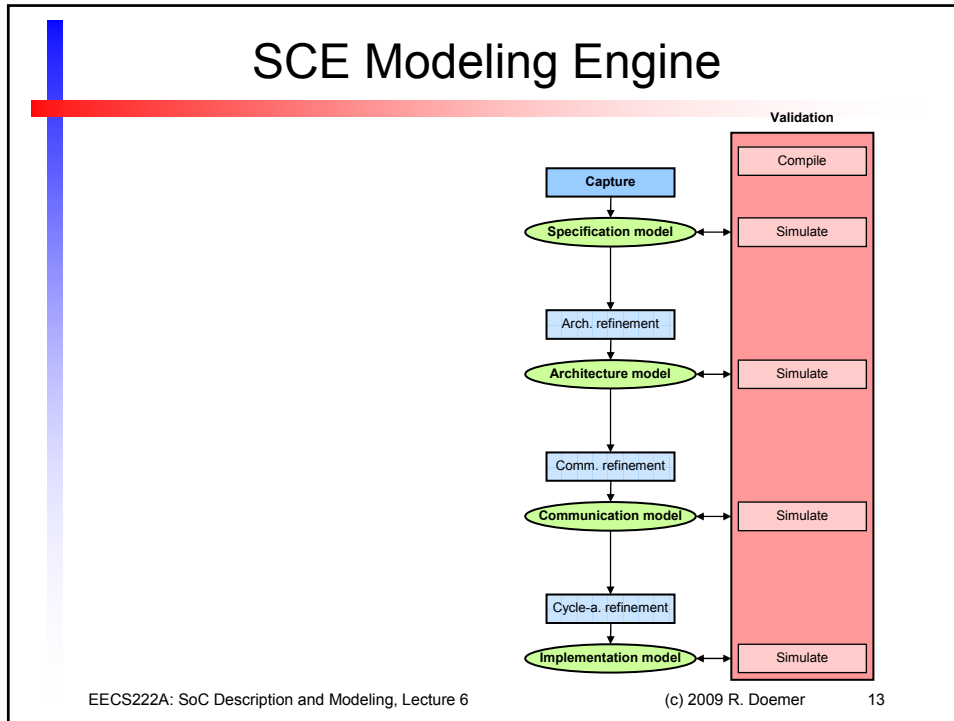 SCE Modeling Engine
Validation
Compile
Capture
Specification model
Simulate
Arch. refinement
Architecture model
Simulate
Comm. refinement
Communication model
Simulate
Cycle-a. refinement
Implementation model
Simulate
EECS222A: SoC Description and Modeling, Lecture 6
(c) 2009 R. Doemer
13